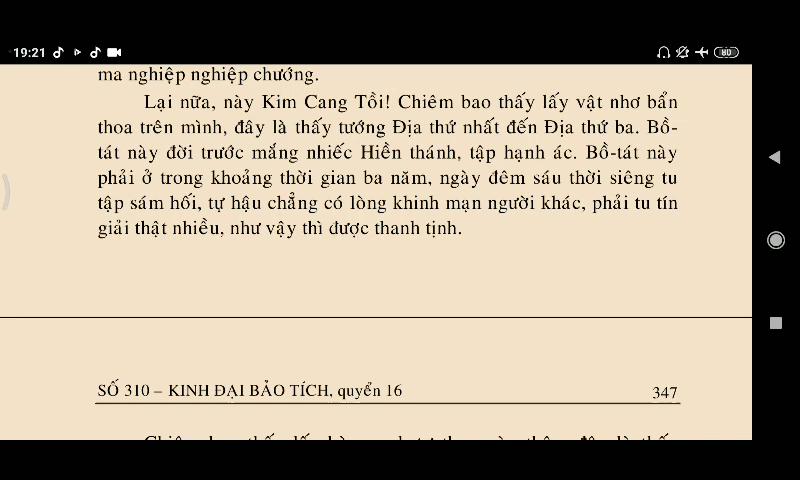 19:21
80
ma nghiệp nghiệp chướng.
Lại nữa, này Kim Cang Tồi! Chiêm bao thấy lấy vật nhơ bẩn
thoa trên mình, đây là thấy tướng Địa thứ nhất đến Địa thứ ba. Bồ-
tát này đời trước mắng nhiếc Hiền thánh, tập hạnh ác. Bồ-tát này
phải ở trong khoảng thời gian ba năm, ngày đêm sáu thời siêng tu
tập sám hối, tự hậu chẳng có lòng khinh mạn người khác, phải tu tín
giải thật nhiều, như vậy thì được thanh tịnh.
SỐ 310 – KINH ĐẠI BẢO TÍCH, quyển 16
347